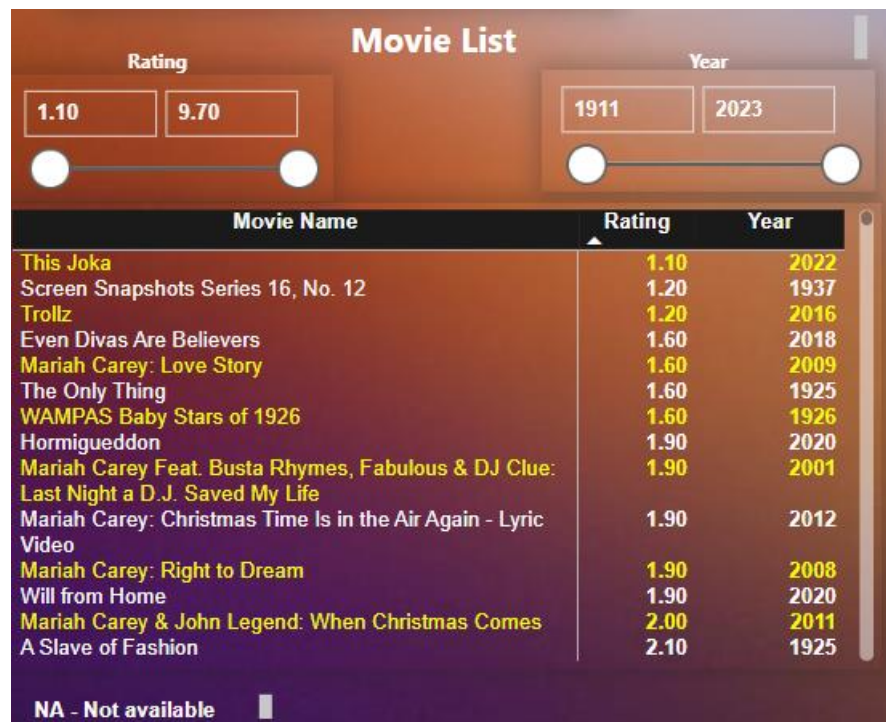 Movie List
Rating
Year
1.10 9.70
1911 2023
Movie Name Rating Year
This Joka 1.10 2022
Screen Snapshots Series 16, No. 12 1.20 1937
Trollz 1.20 2016
Even Divas Are Believers 1.60 2018
Mariah Carey: Love Story 1.60 2009
The Only Thing 1.60 1925
WAMPAS Baby Stars of 1926 1.60 1926
Hormigueddon 1.90 2020
Mariah Carey Feat. Busta Rhymes, Fabulous & DJ Clue: 1.90 2001
Last Night a D.J. Saved My Life
Mariah Carey: Christmas Time Is in the Air Again - Lyric 1.90 2012
Video
Mariah Carey: Right to Dream 1.90 2008
Will from Home 1.90 2020
Mariah Carey & John Legend: When Christmas Comes 2.00 2011
A Slave of Fashion 2.10 1925
NA - Not available